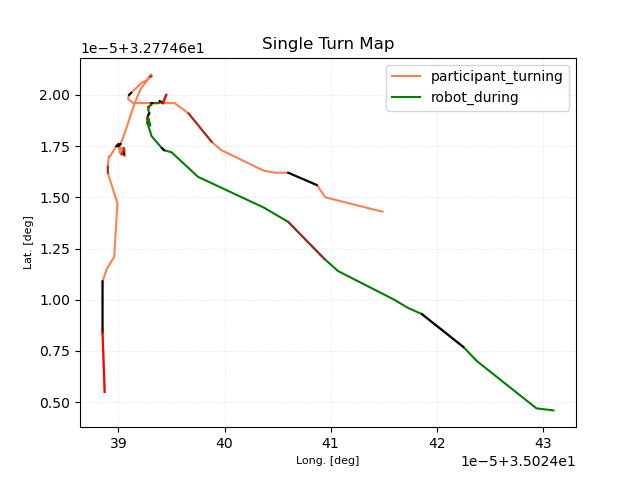 1e−5+3.27746e1
Single Turn Map
participant_turning
robot_during
2.00
1.75
1.50
1.25
1.00
0.75
0.50
Lat. [deg]
39
40
41
42
43
Long. [deg]
1e−5+3.5024e1